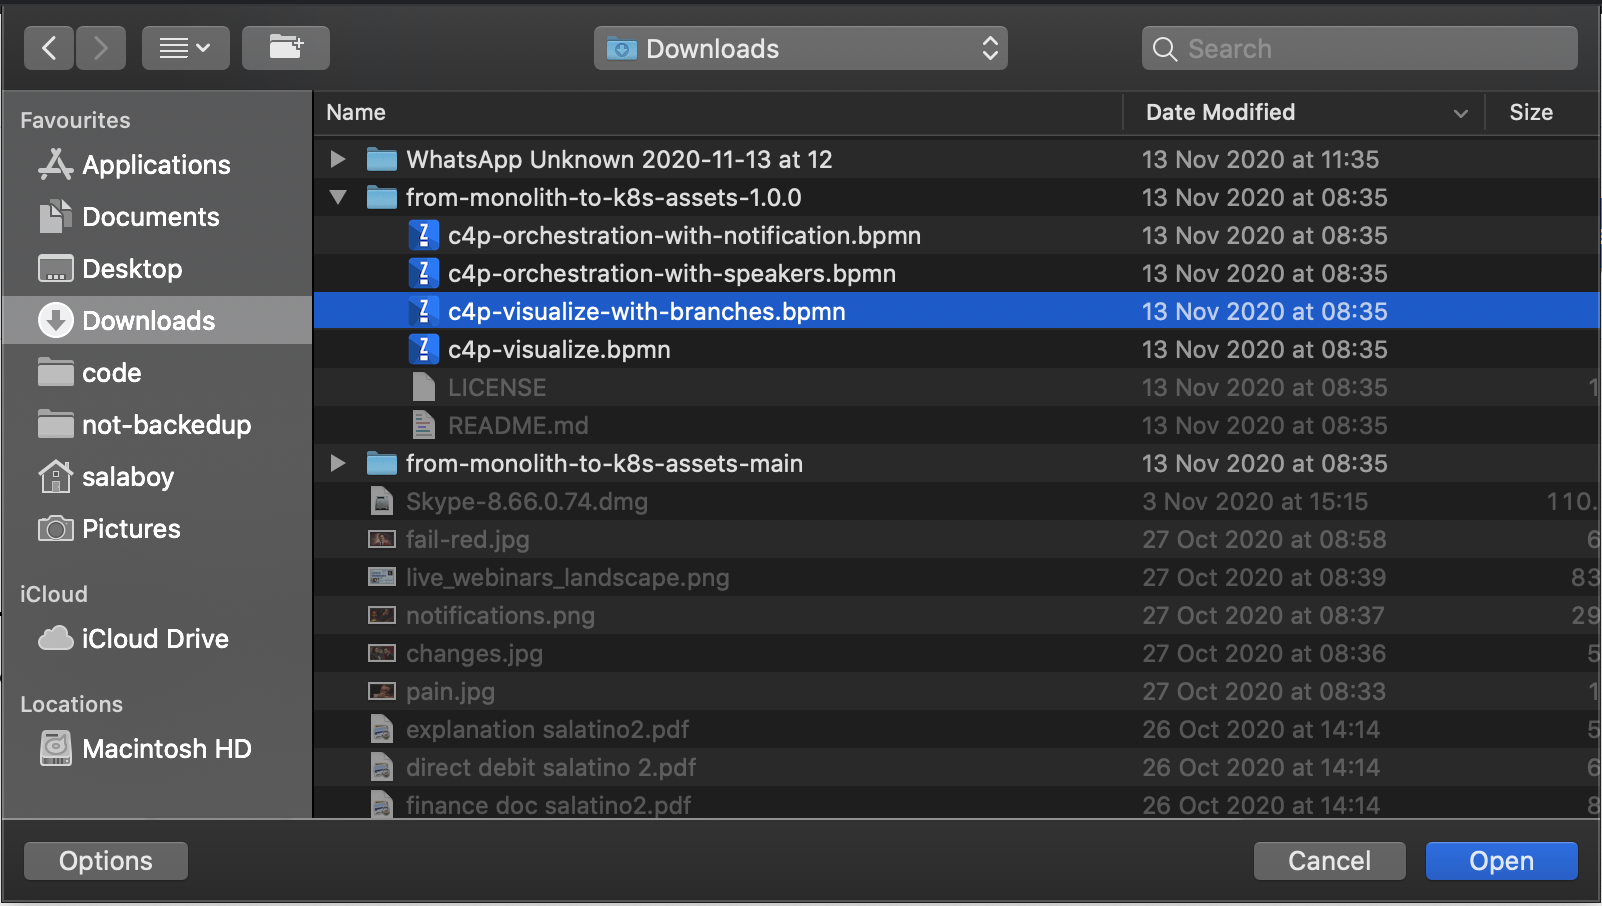 Downloads
Search
Favourites
Applications
Documents
Desktop
Downloads
code
not-backedup
salaboy
Pictures
iCloud
iCloud Drive
Locations
Macintosh HD
Name Date Modified Size
WhatsApp Unknown 2020-11-13 at 12 13 Nov 2020 at 11:35
from-monolith-to-k8s-assets-1.0.0 13 Nov 2020 at 08:35
c4p-orchestration-with-notification.bpmn 13 Nov 2020 at 08:35
c4p-orchestration-with-speakers.bpmn 13 Nov 2020 at 08:35
c4p-visualize-with-branches.bpmn 13 Nov 2020 at 08:35
c4p-visualize.bpmn 13 Nov 2020 at 08:35
LICENSE 13 Nov 2020 at 08:35 1
README.md 13 Nov 2020 at 08:35
from-monolith-to-k8s-assets-main 13 Nov 2020 at 08:35
Skype-8.66.0.74.dmg 3 Nov 2020 at 15:15 110.
fail-red.jpg 27 Oct 2020 at 08:58 6
live_webinars_landscape.png 27 Oct 2020 at 08:39 83
notifications.png 27 Oct 2020 at 08:37 29
changes.jpg 27 Oct 2020 at 08:36 5
pain.jpg 27 Oct 2020 at 08:33 1
explanation salatino2.pdf 26 Oct 2020 at 14:14 5
direct debit salatino 2.pdf 26 Oct 2020 at 14:14 6
finance doc salatino2.pdf 26 Oct 2020 at 14:14 8
Options Cancel Open